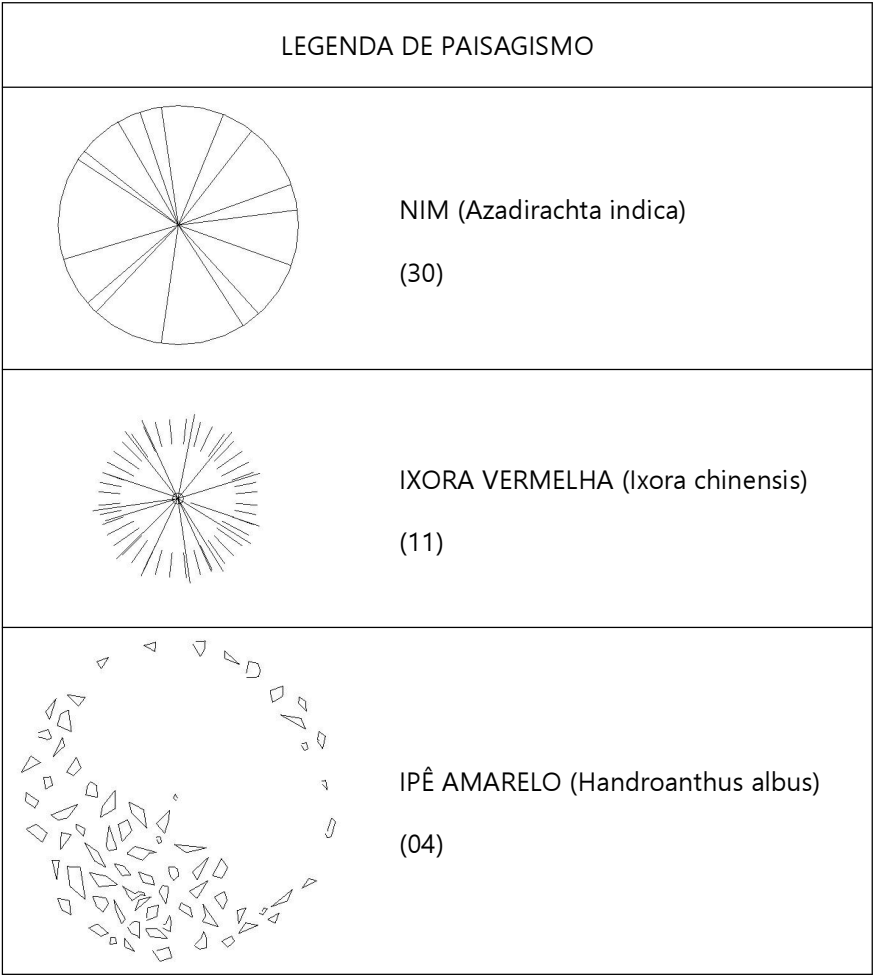 LEGENDA DE PAISAGISMO
NIM (Azadirachta indica)
(30)
IXORA VERMELHA (Ixora chinensis)
(11)
IPÊ AMARELO (Handroanthus albus)
(04)